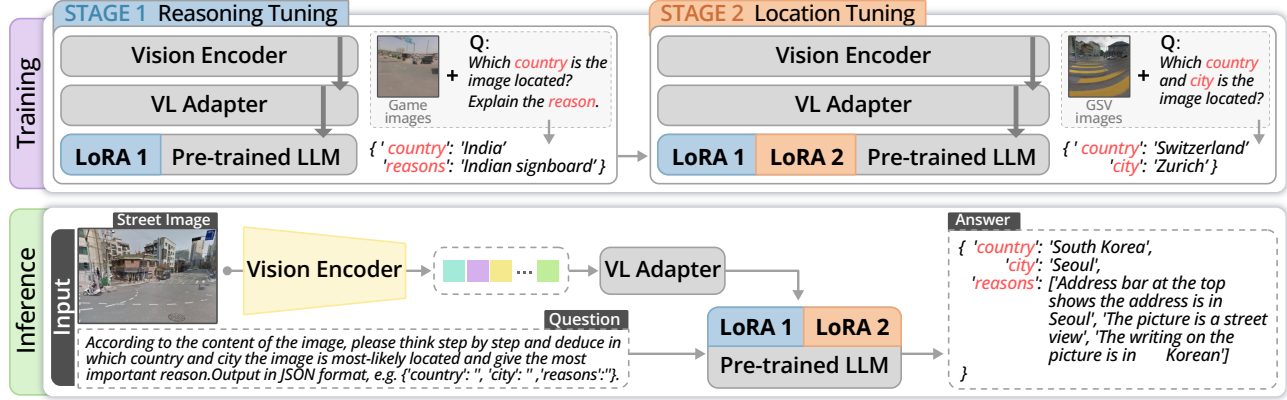 Training
STAGE 1 Reasoning Tuning
Vision Encoder
VL Adapter
LoRA 1
Pre-trained LLM
Game
images
+
Q:
Which country is the
image located?
Explain the reason.
{ ' country': 'India'
'reasons': 'Indian signboard' }
STAGE 2 Location Tuning
Vision Encoder
VL Adapter
LoRA 1
LoRA 2
Pre-trained LLM
GSV
images
+
Q:
Which country
and city is the
image located?
{ ' country': 'Switzerland'
'city': 'Zurich' }
Inference
Input
Street Image
Vision Encoder
...
VL Adapter
Question
According to the content of the image, please think step by step and deduce in
which country and city the image is most-likely located and give the most
important reason.Output in JSON format, e.g. {'country': '', 'city': '' ,'reasons':''}.
LoRA 1
LoRA 2
Pre-trained LLM
Answer
{ 'country': 'South Korea',
'city': 'Seoul',
'reasons': ['Address bar at the top
shows the address is in
Seoul', 'The picture is a street
view', 'The writing on the
picture is in Korean']
}